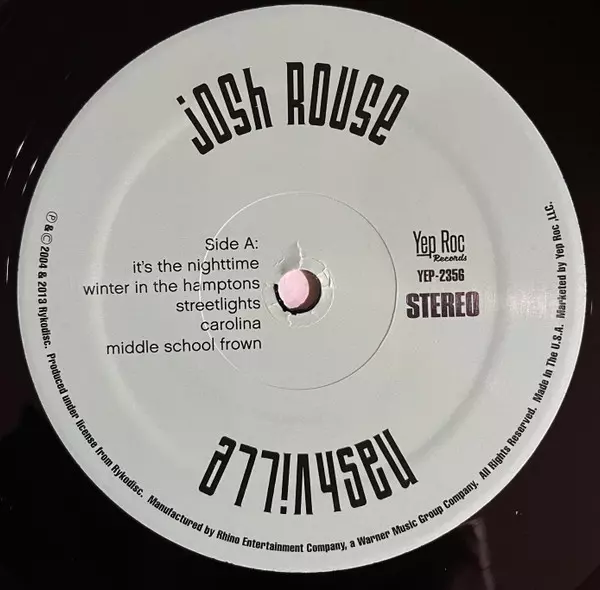 Josh Rouse
Side A:
it's the nighttime
winter in the hamptons
streetlights
carolina
middle school frown
Yep Roc
Records
YEP-2356
STEREO
nashville
℗ & © 2004 & 2013 Rykodisc. Produced under license from Rykodisc. Manufactured by Rhino Entertainment Company, a Warner Music Group Company. All Rights Reserved. Made In The U.S.A. Marketed by Yep Roc ,LLC.